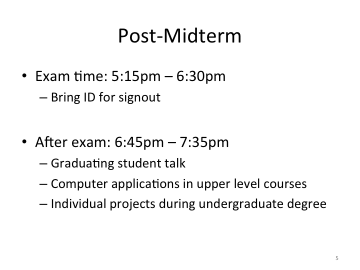 Post-Midterm
• Exam time: 5:15pm – 6:30pm
– Bring ID for signout
• After exam: 6:45pm – 7:35pm
– Graduating student talk
– Computer applications in upper level courses
– Individual projects during undergraduate degree